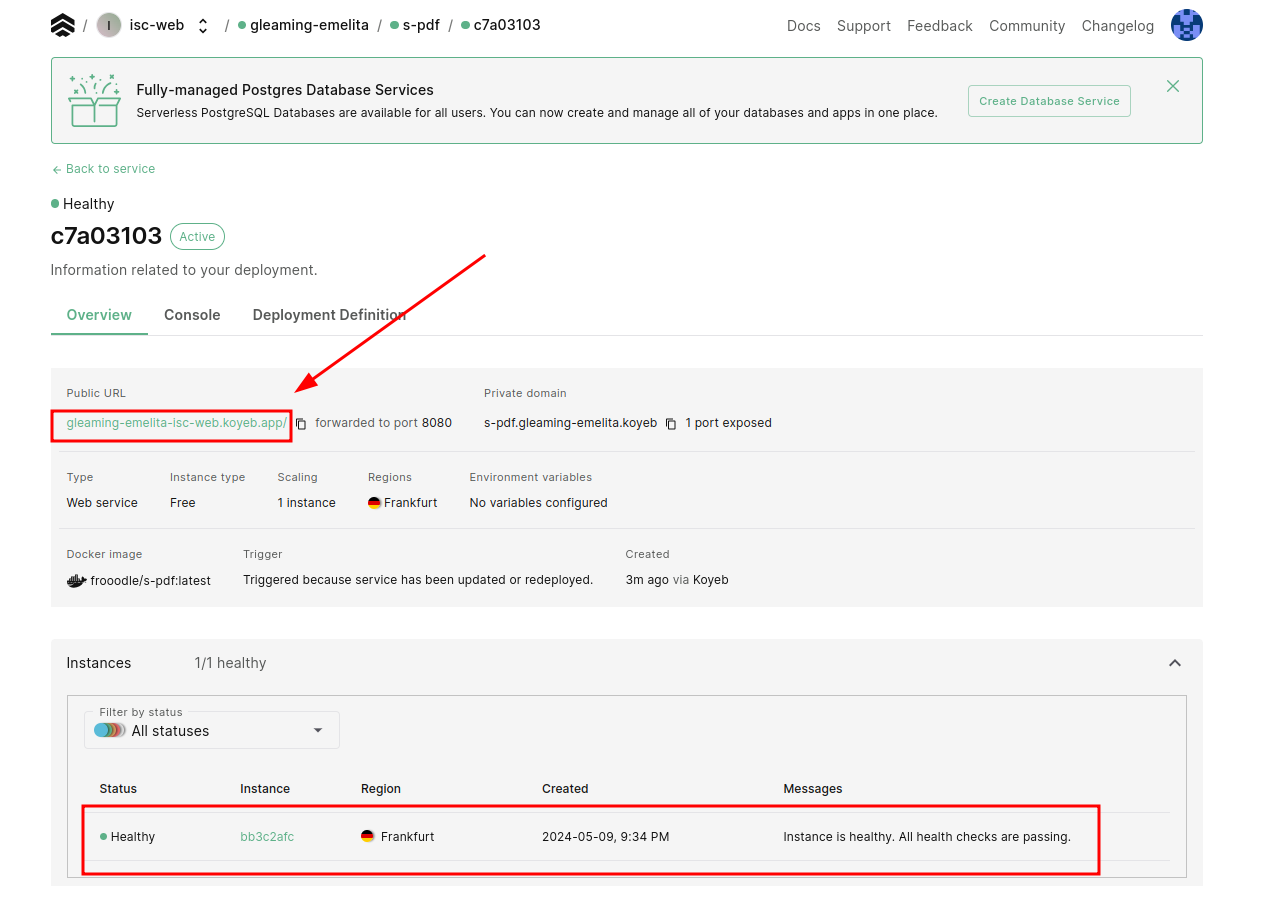 / I isc-web / gleaming-emelita / s-pdf / c7a03103 Docs Support Feedback Community Changelog
Fully-managed Postgres Database Services
Serverless PostgreSQL Databases are available for all users. You can now create and manage all of your databases and apps in one place.
Create Database Service
← Back to service
Healthy
c7a03103 Active
Information related to your deployment.
Overview Console Deployment Definition
Public URL Private domain
gleaming-emelita-isc-web.koyeb.app/ forwarded to port 8080 s-pdf.gleaming-emelita.koyeb 1 port exposed
Type Instance type Scaling Regions Environment variables
Web service Free 1 instance Frankfurt No variables configured
Docker image Trigger Created
frooodle/s-pdf:latest Triggered because service has been updated or redeployed. 3m ago via Koyeb
Instances 1/1 healthy
Filter by status
All statuses
Status Instance Region Created Messages
Healthy bb3c2afc Frankfurt 2024-05-09, 9:34 PM Instance is healthy. All health checks are passing.